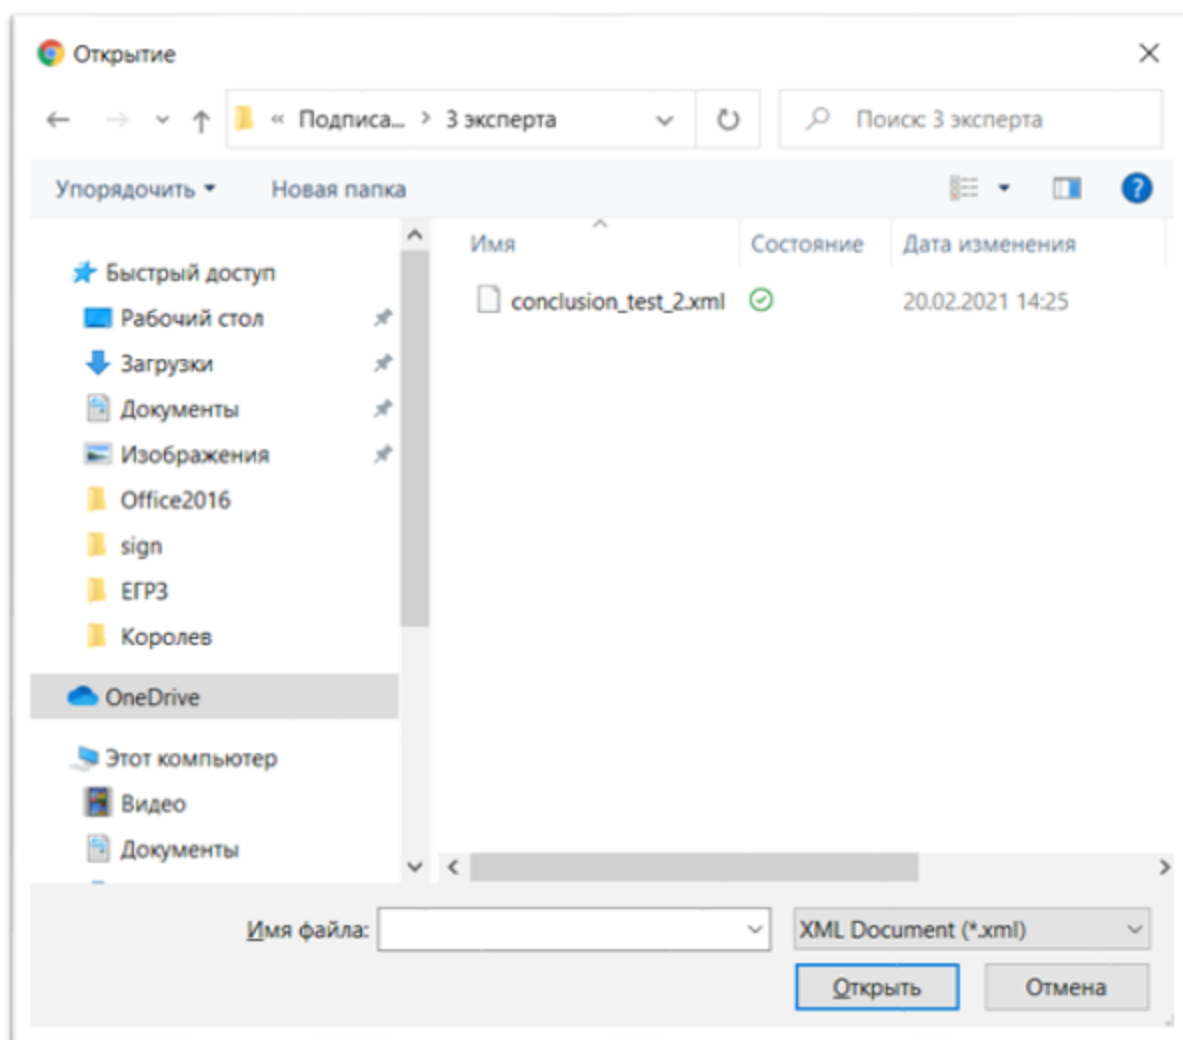 Открытие
« Подписа... > 3 эксперта
Поиск: 3 эксперта
Упорядочить Новая папка
Имя Состояние Дата изменения
conclusion_test_2.xml 20.02.2021 14:25
Быстрый доступ
Рабочий стол
Загрузки
Документы
Изображения
Office2016
sign
ЕГРЗ
Королев
OneDrive
Этот компьютер
Видео
Документы
Имя файла: XML Document (*.xml)
Открыть Отмена